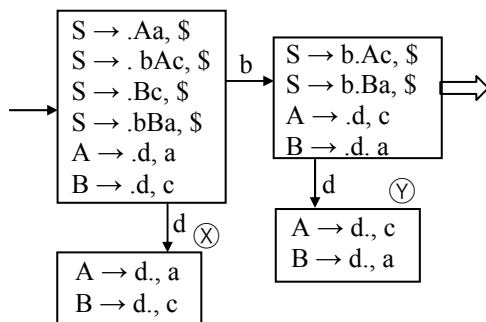 S → .Aa, $
S → . bAc, $
S → .Bc, $
S → .bBa, $
A → .d, a
B → .d, c
b
S → b.Ac, $
S → b.Ba, $
A → .d, c
B → .d. a
d
Ⓧ
d
Ⓨ
A → d., a
B → d., c
A → d., c
B → d., a